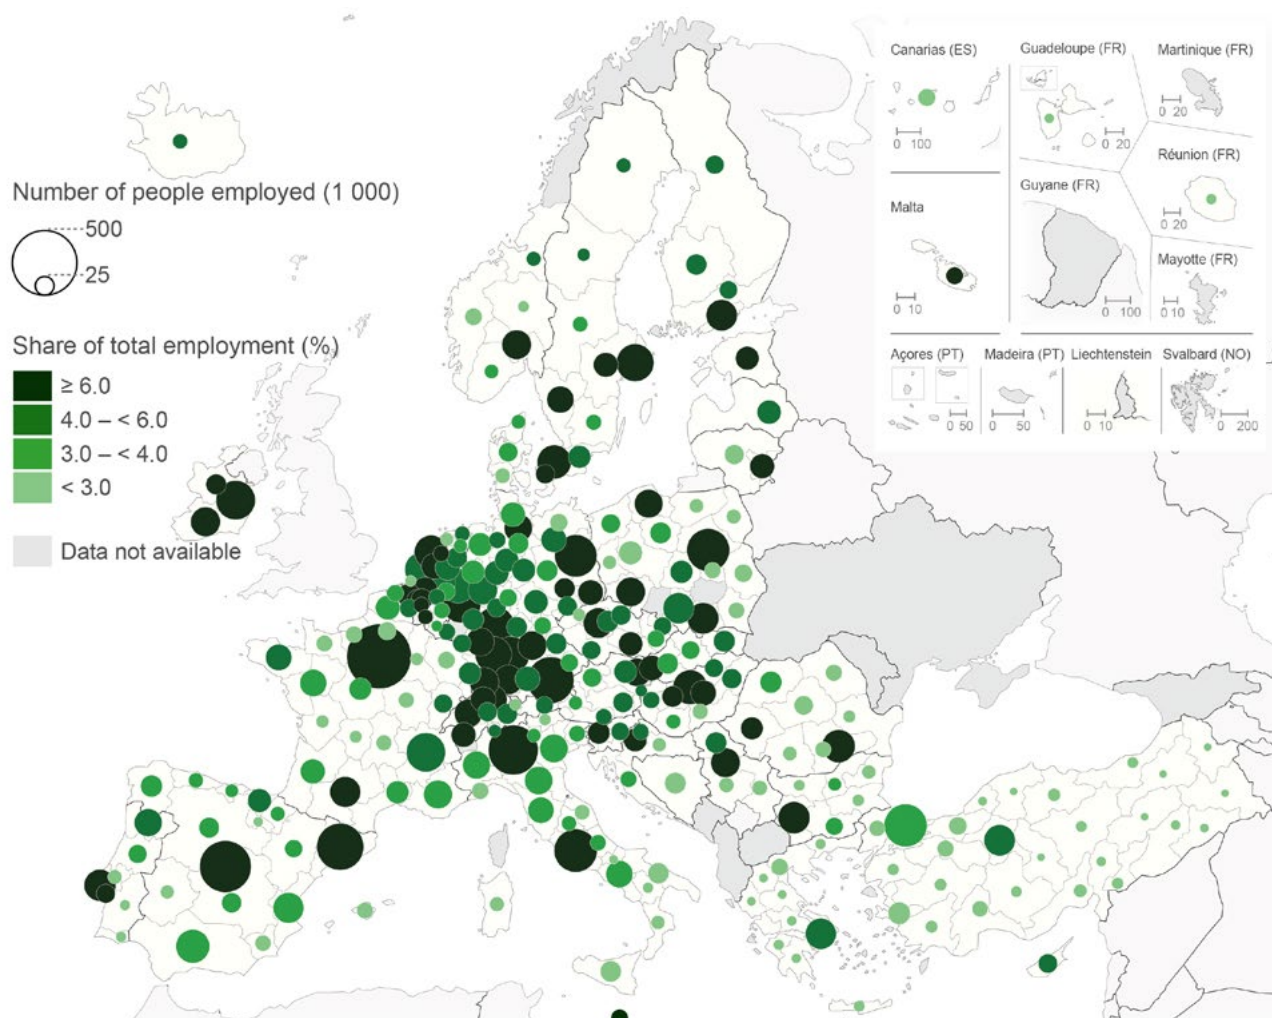 Number of people employed (1 000)
500
25
Share of total employment (%)
≥ 6.0
4.0 – < 6.0
3.0 – < 4.0
< 3.0
Data not available
Canarias (ES)
0 100
Guadeloupe (FR)
0 20
Martinique (FR)
0 20
Réunion (FR)
0 20
Guyane (FR)
0 100
Malta
0 10
Mayotte (FR)
0 10
Açores (PT)
0 50
Madeira (PT)
0 50
Liechtenstein
0 10
Svalbard (NO)
0 200